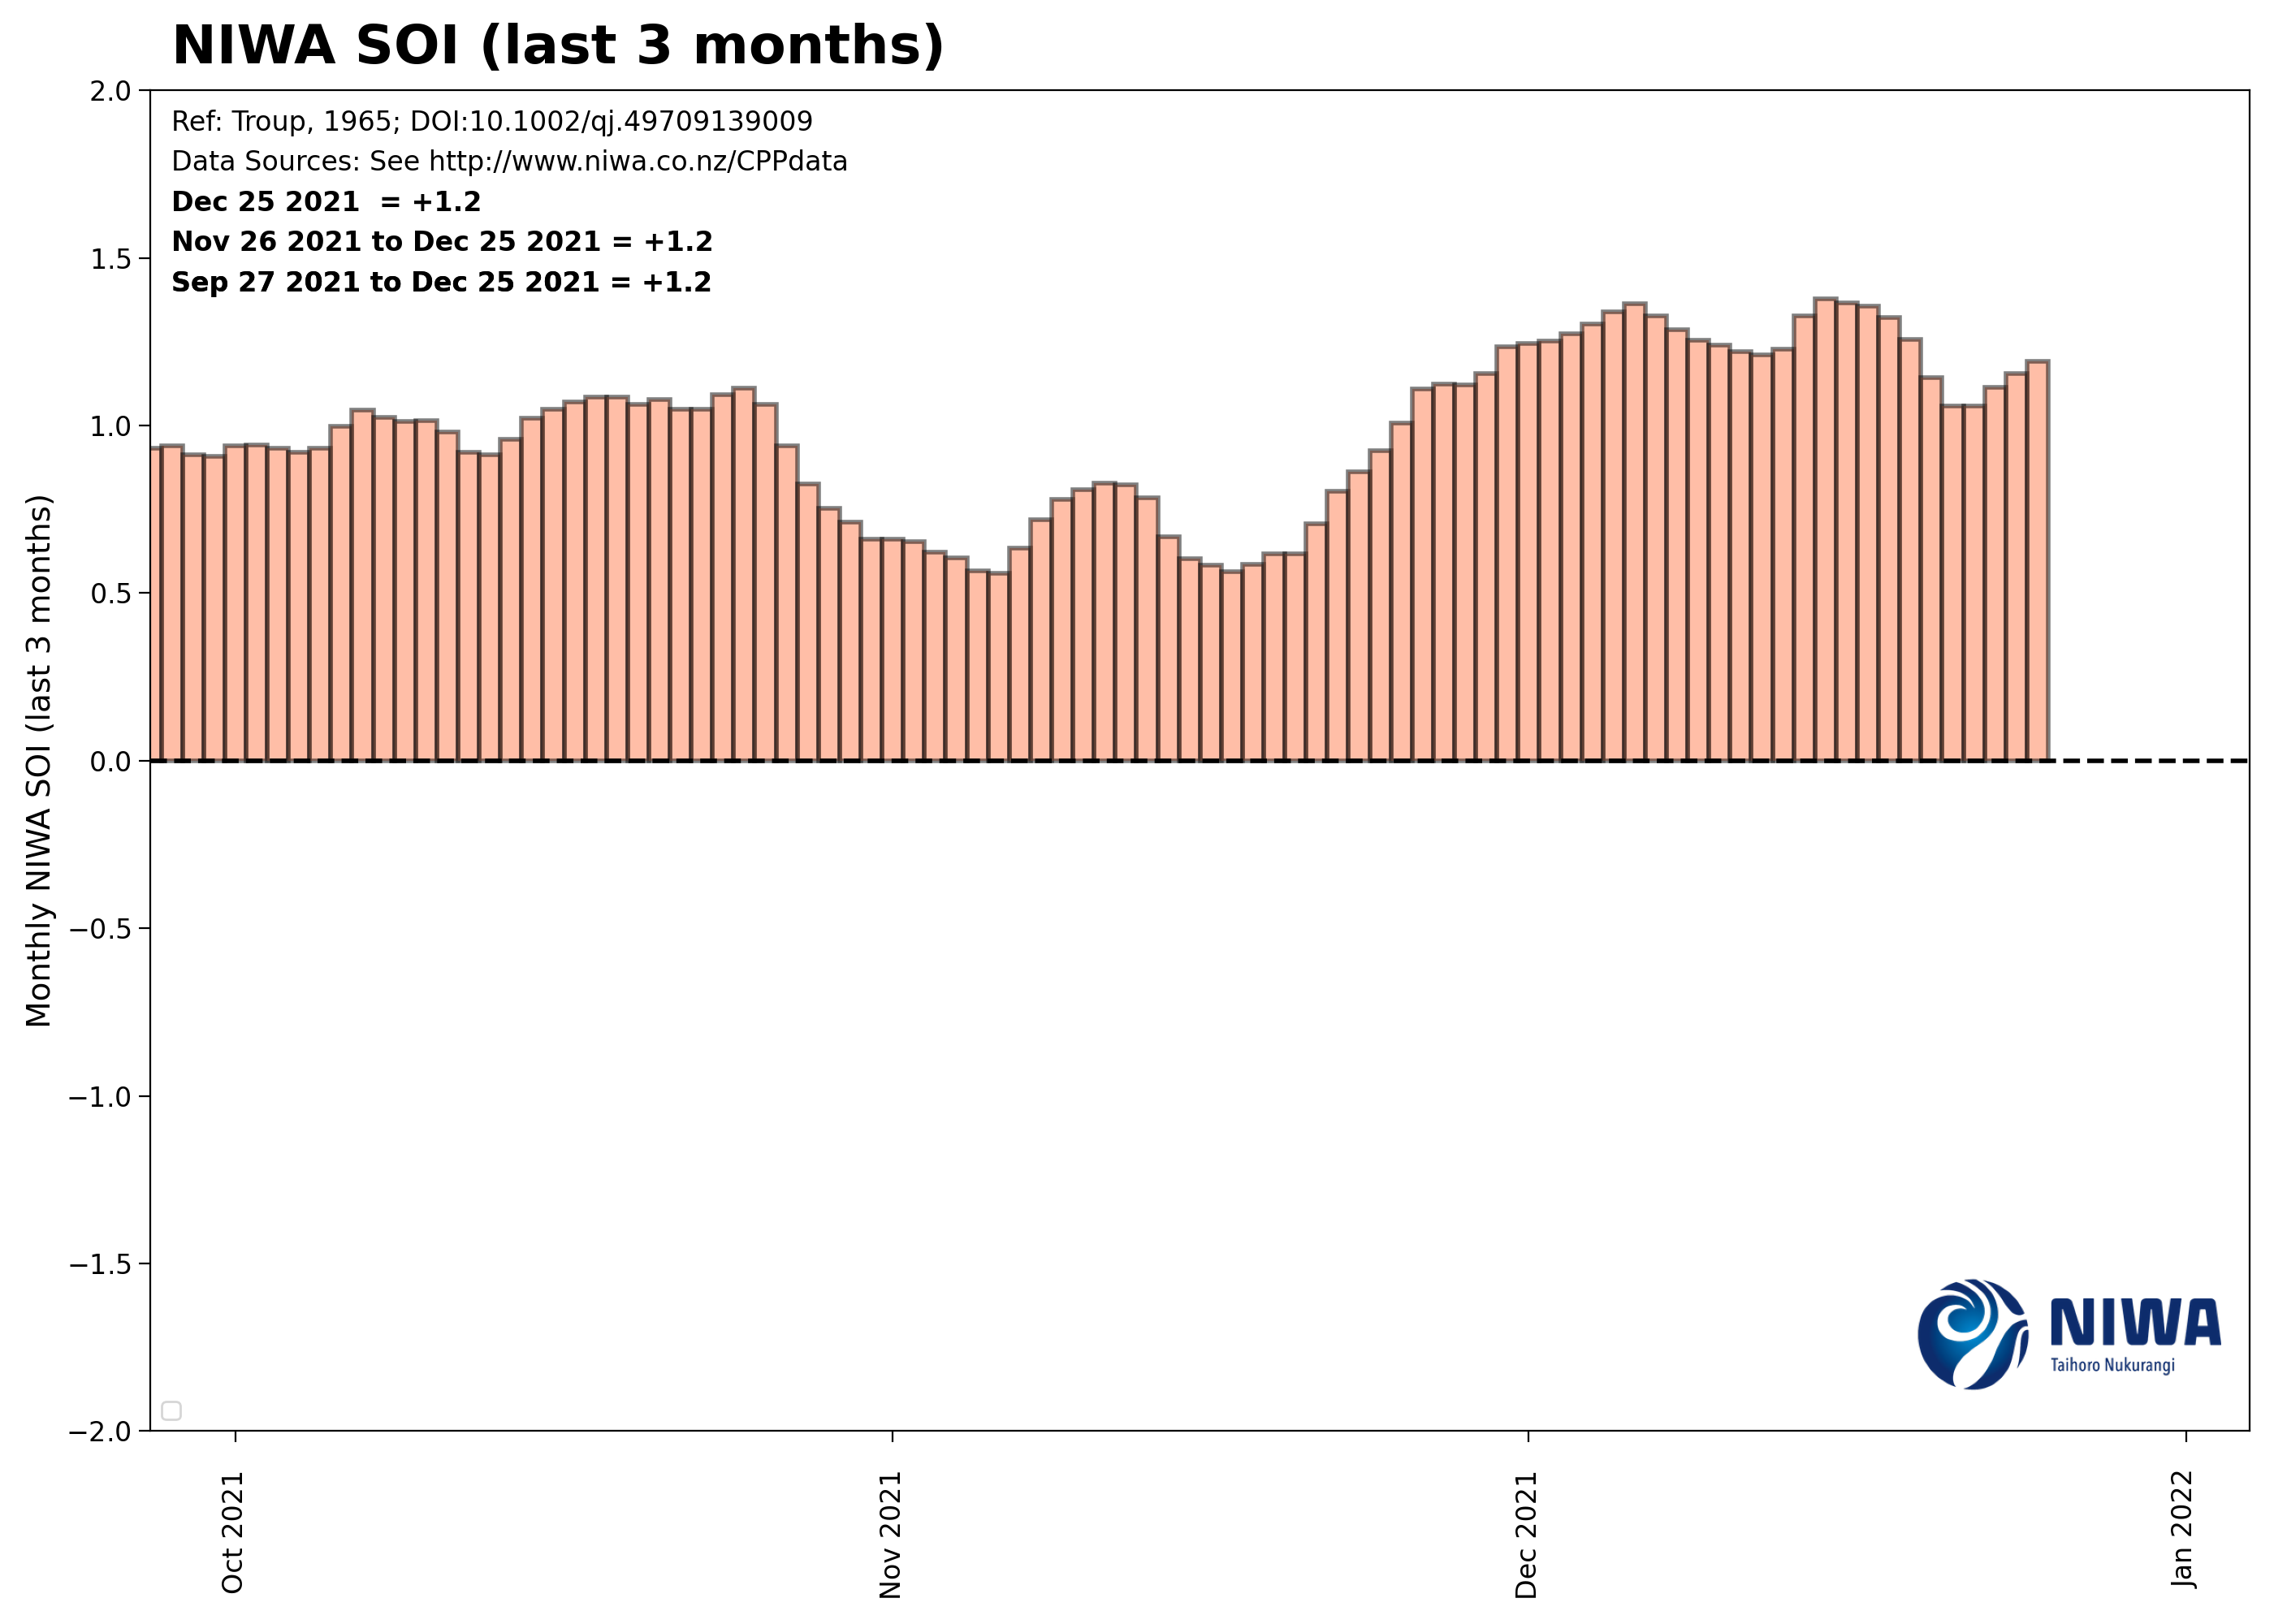 NIWA SOI (last 3 months)
Ref: Troup, 1965; DOI:10.1002/qj.49709139009
Data Sources: See http://www.niwa.co.nz/CPPdata
Dec 25 2021  = +1.2
Nov 26 2021 to Dec 25 2021 = +1.2
Sep 27 2021 to Dec 25 2021 = +1.2
Monthly NIWA SOI (last 3 months)
2.0
1.5
1.0
0.5
0.0
−0.5
−1.0
−1.5
−2.0
NIWA
Taihoro Nukurangi
Oct 2021
Nov 2021
Dec 2021
Jan 2022